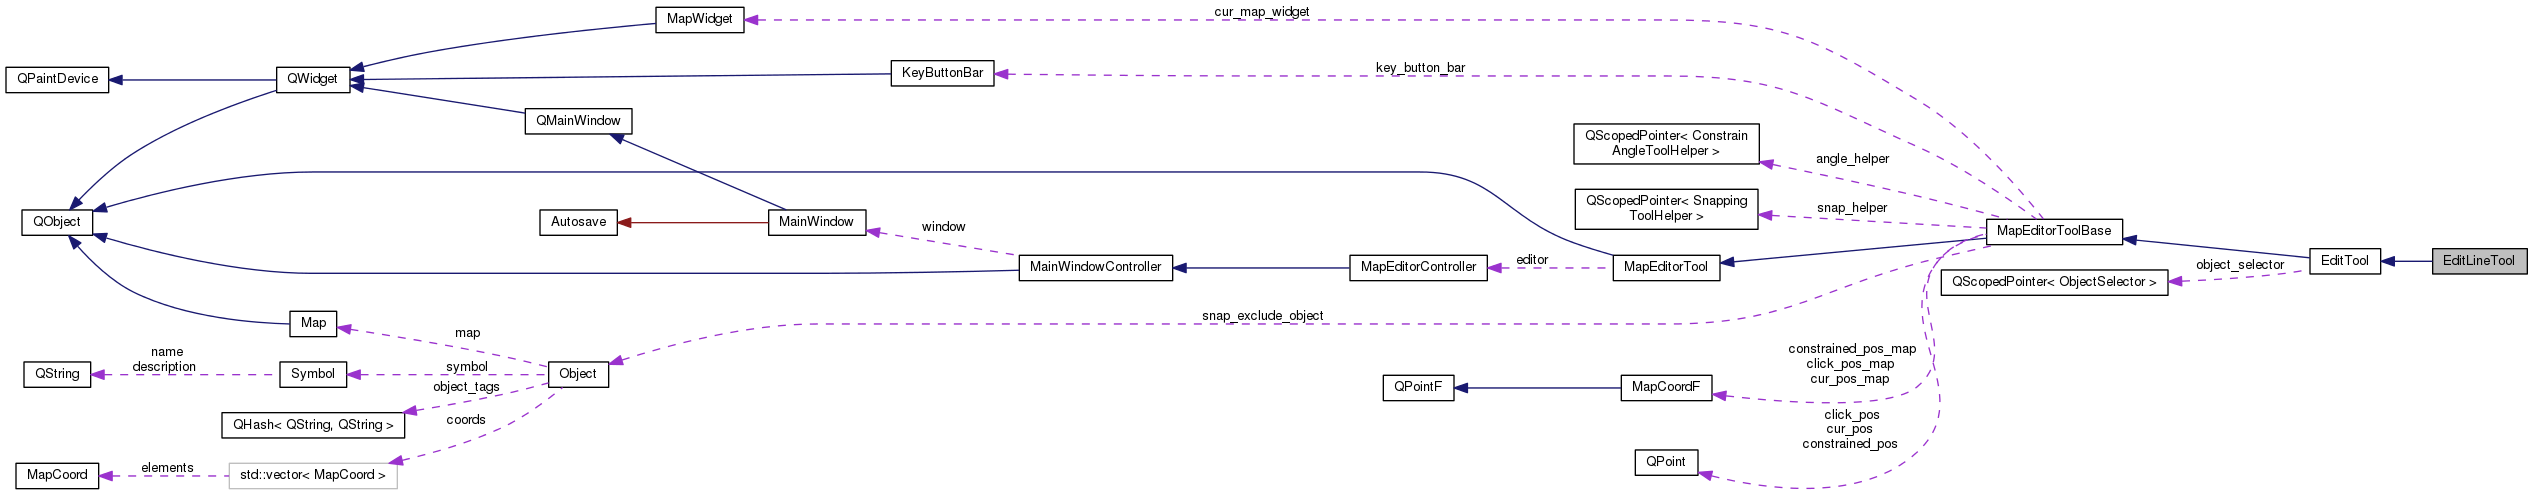 cur_map_widget
MapWidget
key_button_bar
QPaintDevice
QWidget
KeyButtonBar
QMainWindow
QScopedPointer< Constrain
AngleToolHelper >
angle_helper
QScopedPointer< Snapping
ToolHelper >
snap_helper
QObject
Autosave
MainWindow
window
MapEditorToolBase
MainWindowController
MapEditorController
editor
MapEditorTool
EditTool
EditLineTool
object_selector
QScopedPointer< ObjectSelector >
snap_exclude_object
Map
map
name
description
QString
Symbol
symbol
Object
object_tags
QHash< QString, QString >
coords
constrained_pos_map
click_pos_map
cur_pos_map
QPointF
MapCoordF
click_pos
cur_pos
constrained_pos
QPoint
MapCoord
elements
std::vector< MapCoord >